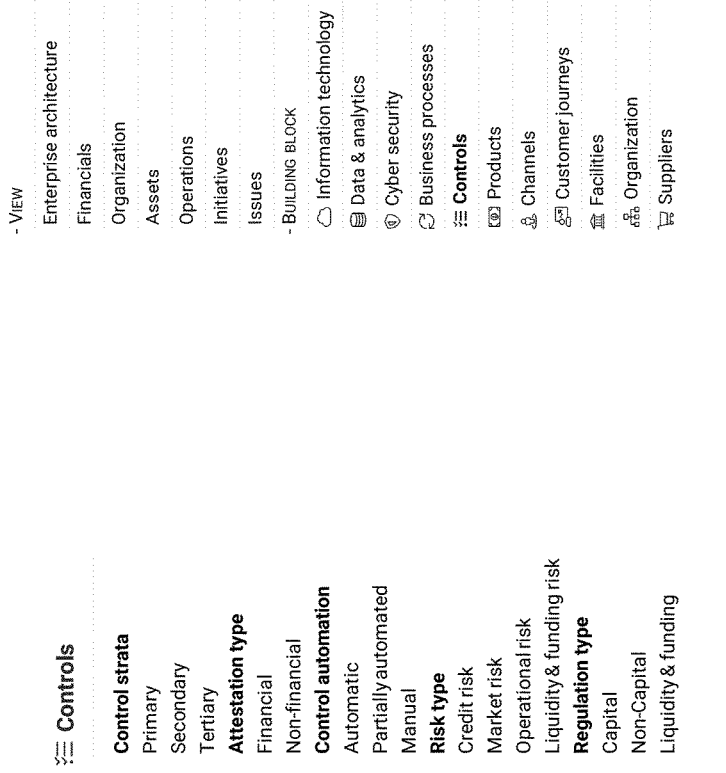 Controls
Control strata
Primary
Secondary
Tertiary
Attestation type
Financial
Non-financial
Control automation
Automatic
Partially automated
Manual
Risk type
Credit risk
Market risk
Operational risk
Liquidity & funding risk
Regulation type
Capital
Non-Capital
Liquidity & funding
- VIEW
Enterprise architecture
Financials
Organization
Assets
Operations
Initiatives
Issues
- BUILDING BLOCK
Information technology
Data & analytics
Cyber security
Business processes
Controls
Products
Channels
Customer journeys
Facilities
Organization
Suppliers